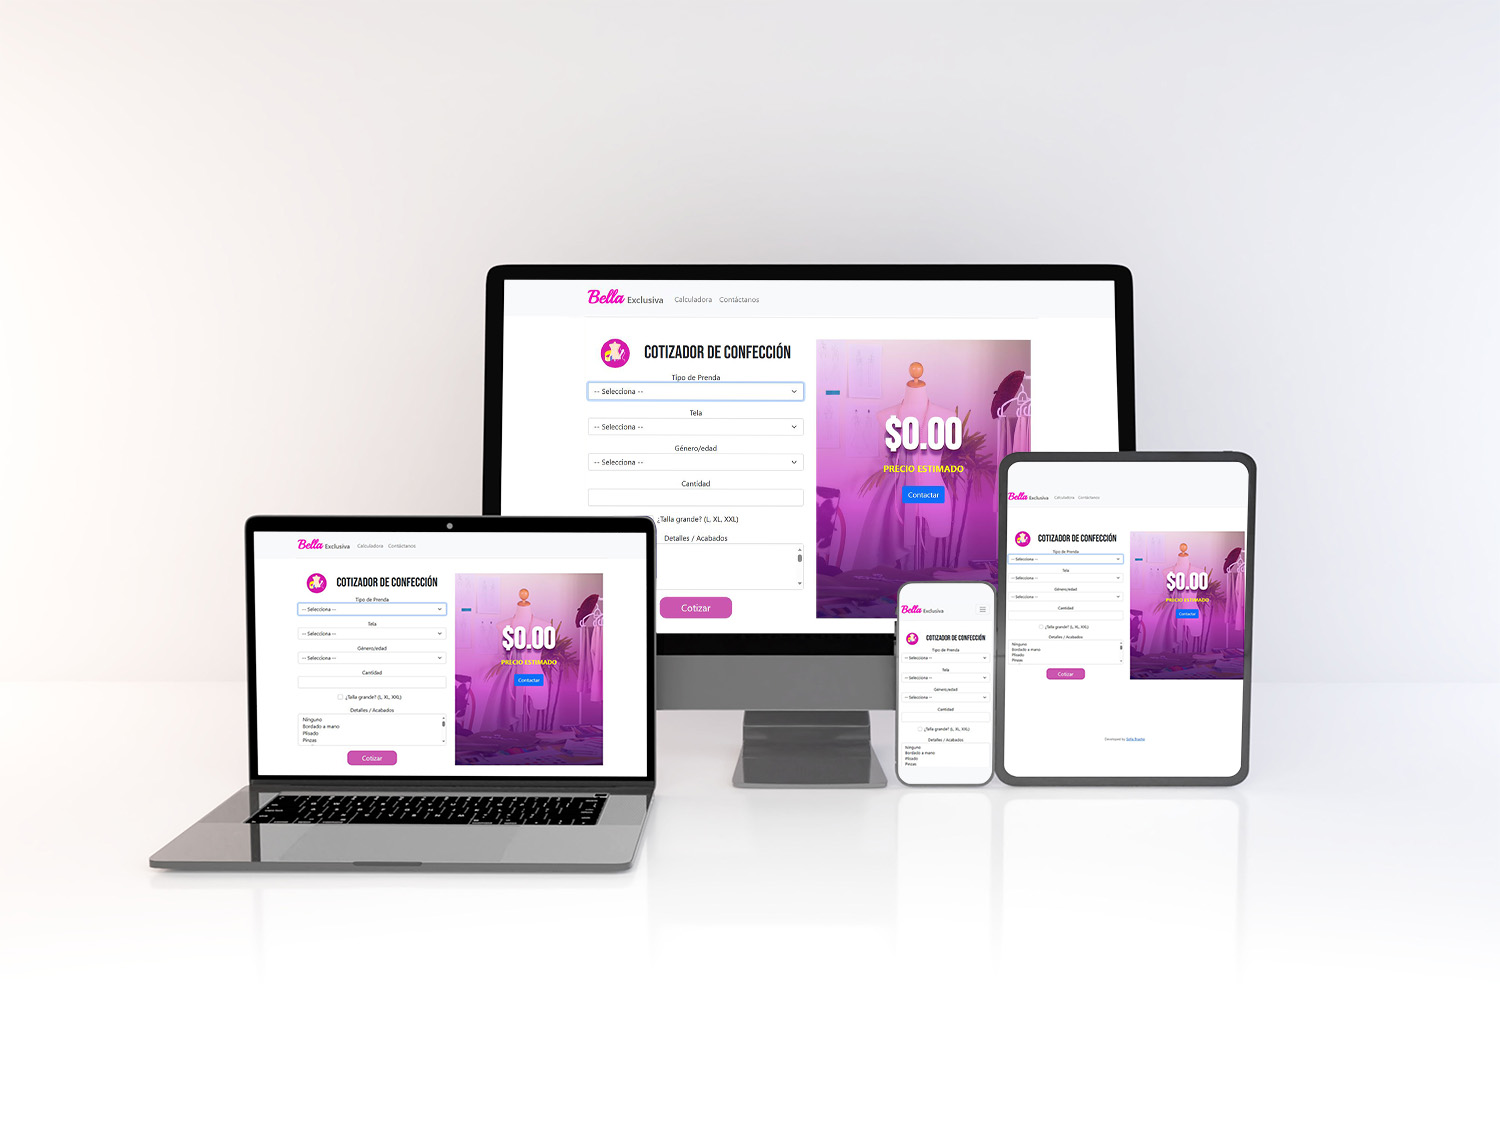 Bella Exclusiva Calculadora Contáctanos
COTIZADOR DE CONFECCIÓN
Tipo de Prenda
-- Selecciona --
Tela
-- Selecciona --
Género/edad
-- Selecciona --
Cantidad
¿Talla grande? (L, XL, XXL)
Detalles / Acabados
Cotizar
$0.00
PRECIO ESTIMADO
Contactar
Bella Exclusiva Calculadora Contáctanos
COTIZADOR DE CONFECCIÓN
Tipo de Prenda
-- Selecciona --
Tela
-- Selecciona --
Género/edad
-- Selecciona --
Cantidad
¿Talla grande? (L, XL, XXL)
Detalles / Acabados
Ninguno
Bordado a mano
Plisado
Pinzas
Cotizar
$0.00
PRECIO ESTIMADO
Contactar
Bella Exclusiva
COTIZADOR DE CONFECCIÓN
Tipo de Prenda
-- Selecciona --
Tela
-- Selecciona --
Género/edad
-- Selecciona --
Cantidad
¿Talla grande? (L, XL, XXL)
Detalles / Acabados
Ninguno
Bordado a mano
Plisado
Pinzas
Bella Exclusiva Calculadora Contáctanos
COTIZADOR DE CONFECCIÓN
Tipo de Prenda
-- Selecciona --
Tela
-- Selecciona --
Género/edad
-- Selecciona --
Cantidad
¿Talla grande? (L, XL, XXL)
Detalles / Acabados
Ninguno
Bordado a mano
Plisado
Pinzas
Cotizar
$0.00
PRECIO ESTIMADO
Contactar
Developed by